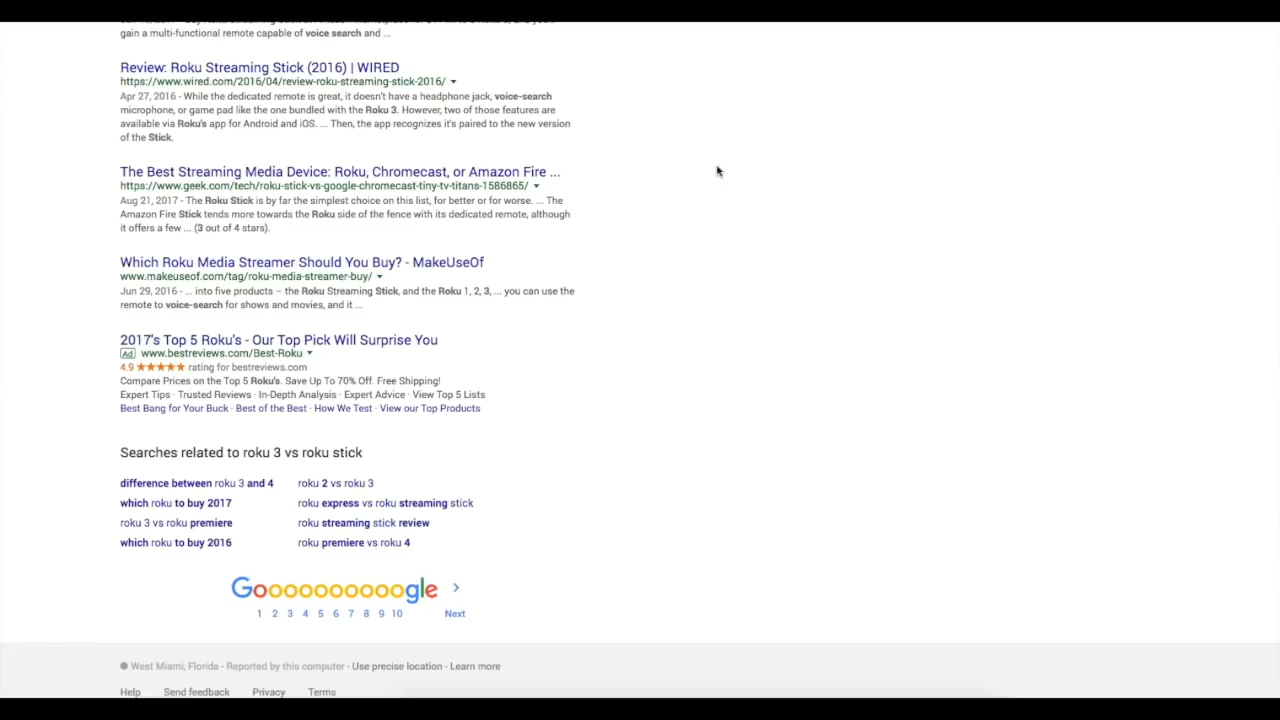 gain a multi-functional remote capable of voice search and ...
Review: Roku Streaming Stick (2016) | WIRED
https://www.wired.com/2016/04/review-roku-streaming-stick-2016/
Apr 27, 2016 - While the dedicated remote is great, it doesn't have a headphone jack, voice-search
microphone, or game pad like the one bundled with the Roku 3. However, two of those features are
available via Roku's app for Android and iOS. ... Then, the app recognizes it's paired to the new version
of the Stick.
The Best Streaming Media Device: Roku, Chromecast, or Amazon Fire ...
https://www.geek.com/tech/roku-stick-vs-google-chromecast-tiny-tv-titans-1586865/
Aug 21, 2017 - The Roku Stick is by far the simplest choice on this list, for better or for worse. ... The
Amazon Fire Stick tends more towards the Roku side of the fence with its dedicated remote, although
it offers a few ... (3 out of 4 stars).
Which Roku Media Streamer Should You Buy? - MakeUseOf
www.makeuseof.com/tag/roku-media-streamer-buy/
Jun 29, 2016 - ... into five products – the Roku Streaming Stick, and the Roku 1, 2, 3, ... you can use the
remote to voice-search for shows and movies, and it ...
2017's Top 5 Roku's - Our Top Pick Will Surprise You
Ad www.bestreviews.com/Best-Roku
4.9 ★★★★★ rating for bestreviews.com
Compare Prices on the Top 5 Roku's. Save Up To 70% Off. Free Shipping!
Expert Tips · Trusted Reviews · In-Depth Analysis · Expert Advice · View Top 5 Lists
Best Bang for Your Buck · Best of the Best · How We Test · View our Top Products
Searches related to roku 3 vs roku stick
difference between roku 3 and 4 roku 2 vs roku 3
which roku to buy 2017 roku express vs roku streaming stick
roku 3 vs roku premiere roku streaming stick review
which roku to buy 2016 roku premiere vs roku 4
Goooooooooogle >
1 2 3 4 5 6 7 8 9 10 Next
West Miami, Florida - Reported by this computer - Use precise location - Learn more
Help Send feedback Privacy Terms